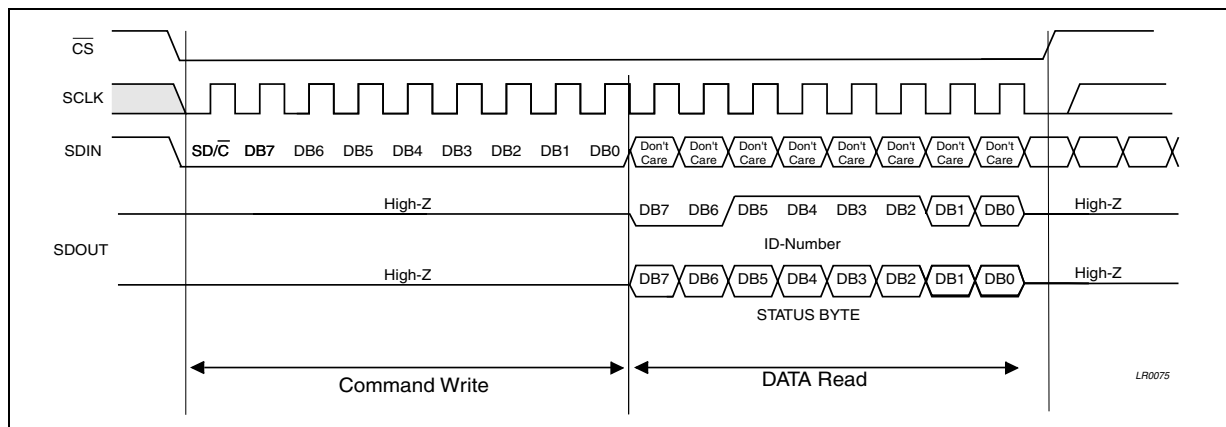 CS
SCLK
SDIN SD/C DB7 DB6 DB5 DB4 DB3 DB2 DB1 DB0 Don't Care Don't Care Don't Care Don't Care Don't Care Don't Care Don't Care Don't Care
High-Z DB7 DB6 DB5 DB4 DB3 DB2 DB1 DB0 High-Z
SDOUT
ID-Number
High-Z DB7 DB6 DB5 DB4 DB3 DB2 DB1 DB0 High-Z
STATUS BYTE
Command Write DATA Read
LR0075